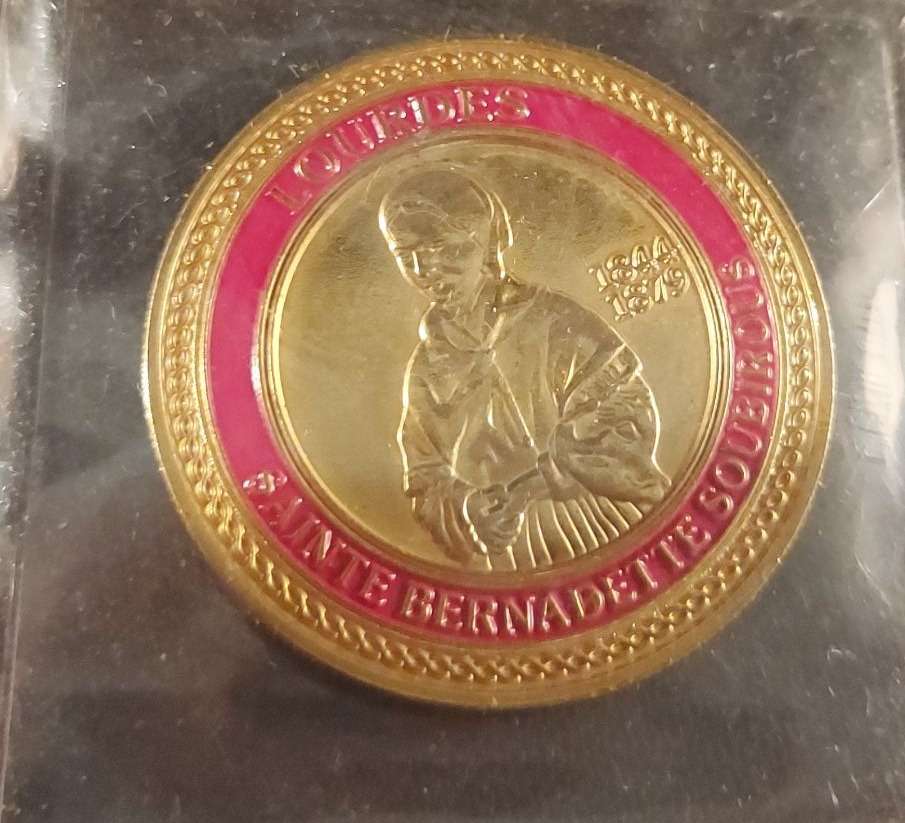 LOURDES
1844
1879
SAINTE BERNADETTE SOUBIROUS